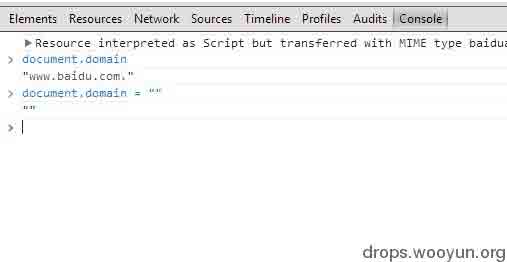 Elements Resources Network Sources Timeline Profiles Audits Console
Resource interpreted as Script but transferred with MIME type baidua
document.domain
"www.baidu.com."
document.domain = ""
""
drops.wooyun.org